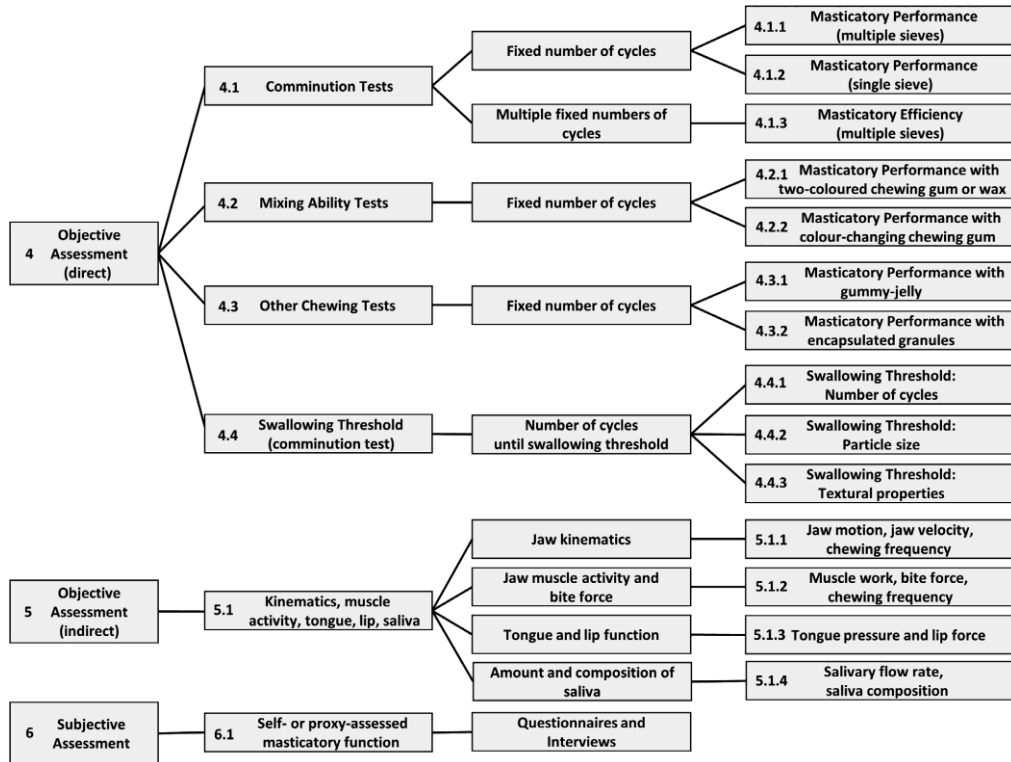 4 Objective
Assessment
(direct)
4.1 Comminution Tests
Fixed number of cycles
4.1.1 Masticatory Performance
(multiple sieves)
4.1.2 Masticatory Performance
(single sieve)
Multiple fixed numbers of
cycles
4.1.3 Masticatory Efficiency
(multiple sieves)
4.2 Mixing Ability Tests
Fixed number of cycles
4.2.1 Masticatory Performance with
two-coloured chewing gum or wax
4.2.2 Masticatory Performance with
colour-changing chewing gum
4.3 Other Chewing Tests
Fixed number of cycles
4.3.1 Masticatory Performance with
gummy-jelly
4.3.2 Masticatory Performance with
encapsulated granules
4.4 Swallowing Threshold
(comminution test)
Number of cycles
until swallowing threshold
4.4.1 Swallowing Threshold:
Number of cycles
4.4.2 Swallowing Threshold:
Particle size
4.4.3 Swallowing Threshold:
Textural properties
5 Objective
Assessment
(indirect)
5.1 Kinematics, muscle
activity, tongue, lip, saliva
Jaw kinematics
5.1.1 Jaw motion, jaw velocity,
chewing frequency
Jaw muscle activity and
bite force
5.1.2 Muscle work, bite force,
chewing frequency
Tongue and lip function
5.1.3 Tongue pressure and lip force
Amount and composition of
saliva
5.1.4 Salivary flow rate,
saliva composition
6 Subjective
Assessment
6.1 Self- or proxy-assessed
masticatory function
Questionnaires and
Interviews